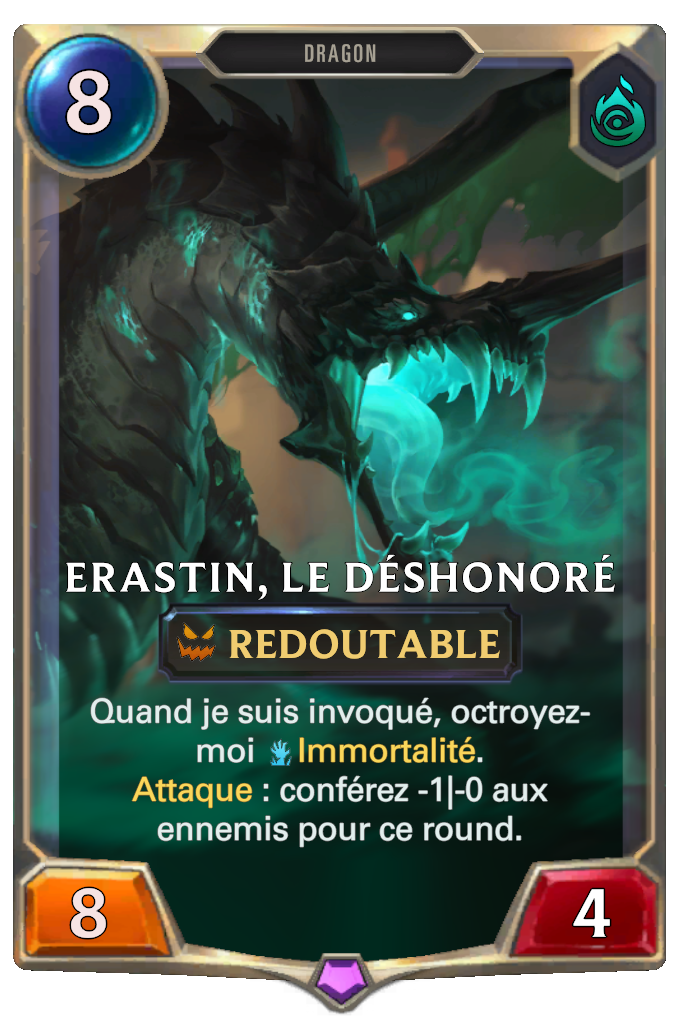 DRAGON
8
ERASTIN, LE DÉSHONORÉ
REDOUTABLE
Quand je suis invoqué, octroyez-
moi Immortalité.
Attaque : conférez -1|-0 aux
ennemis pour ce round.
8
4